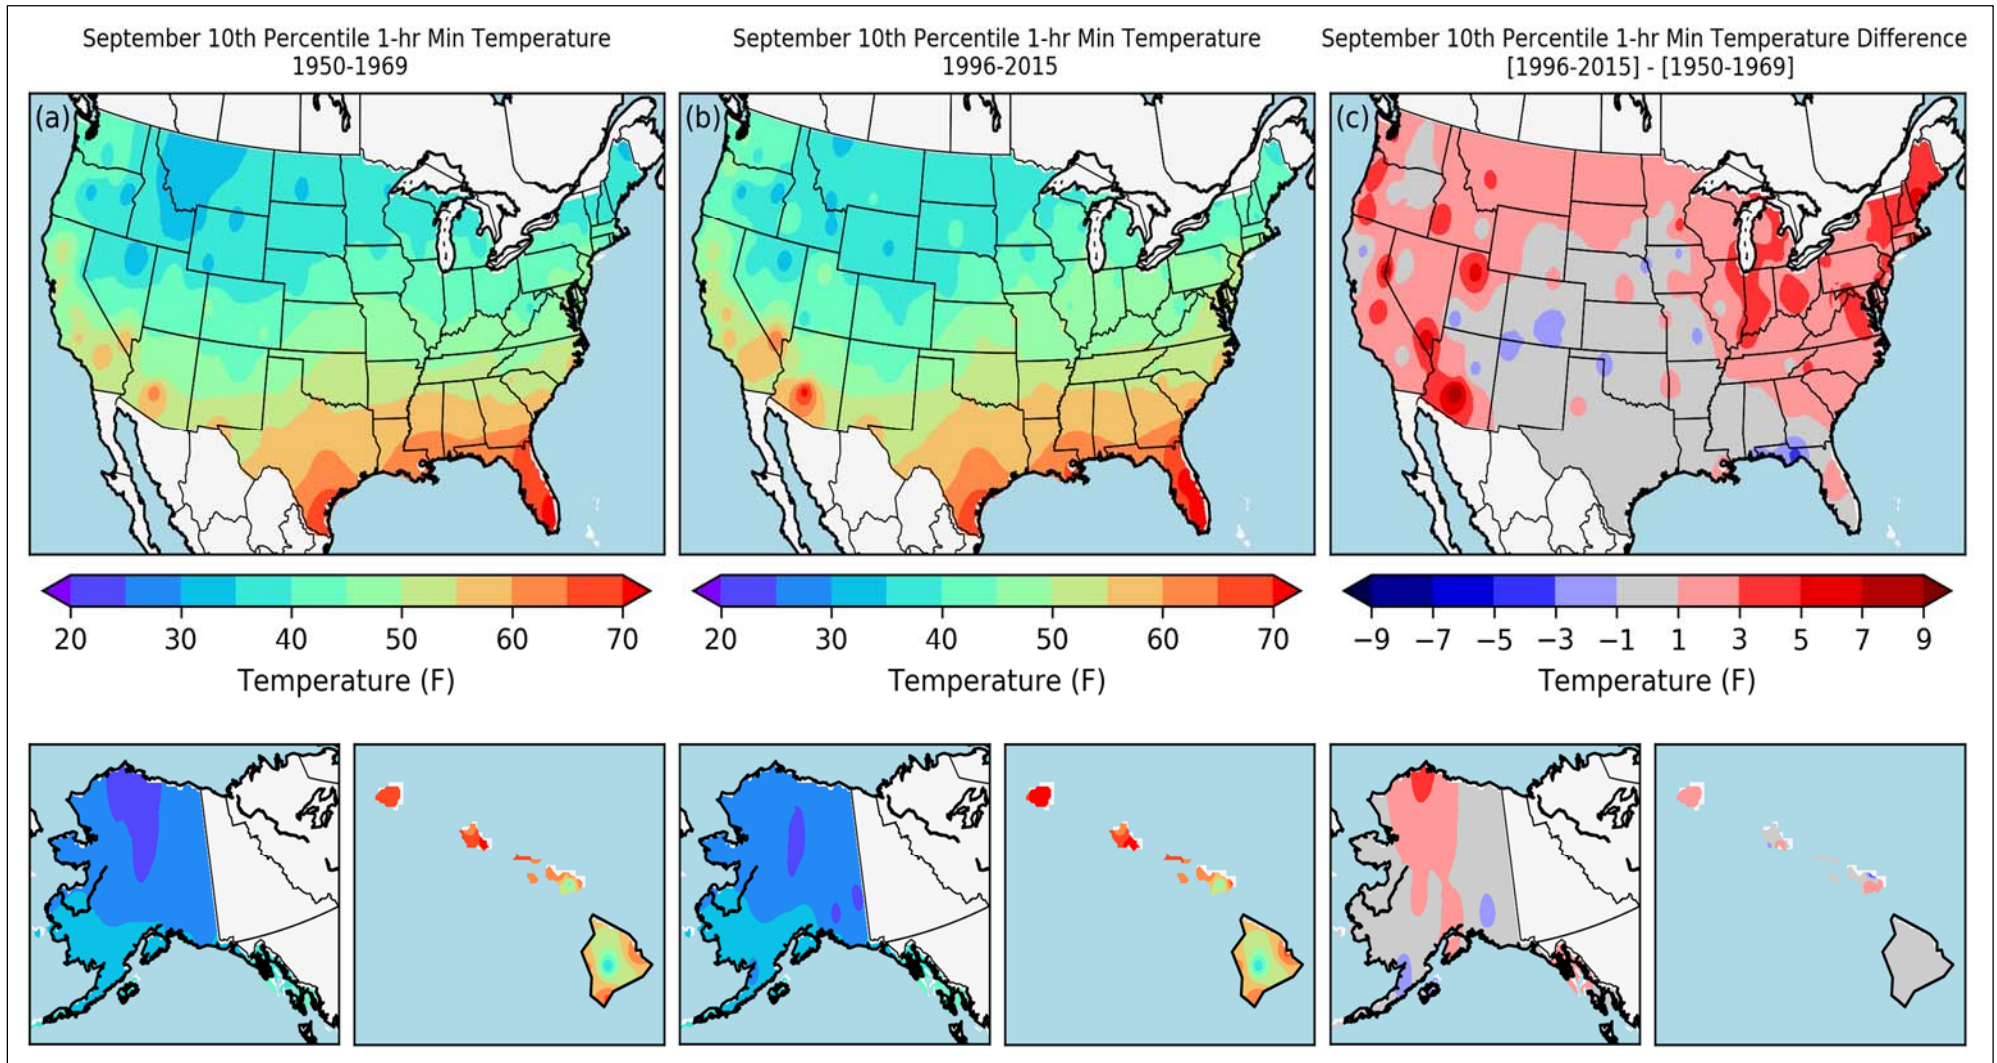 September 10th Percentile 1-hr Min Temperature
1950-1969
September 10th Percentile 1-hr Min Temperature
1996-2015
September 10th Percentile 1-hr Min Temperature Difference
[1996-2015] - [1950-1969]
(a)
(b)
(c)
20 30 40 50 60 70
Temperature (F)
20 30 40 50 60 70
Temperature (F)
−9 −7 −5 −3 −1 1 3 5 7 9
Temperature (F)